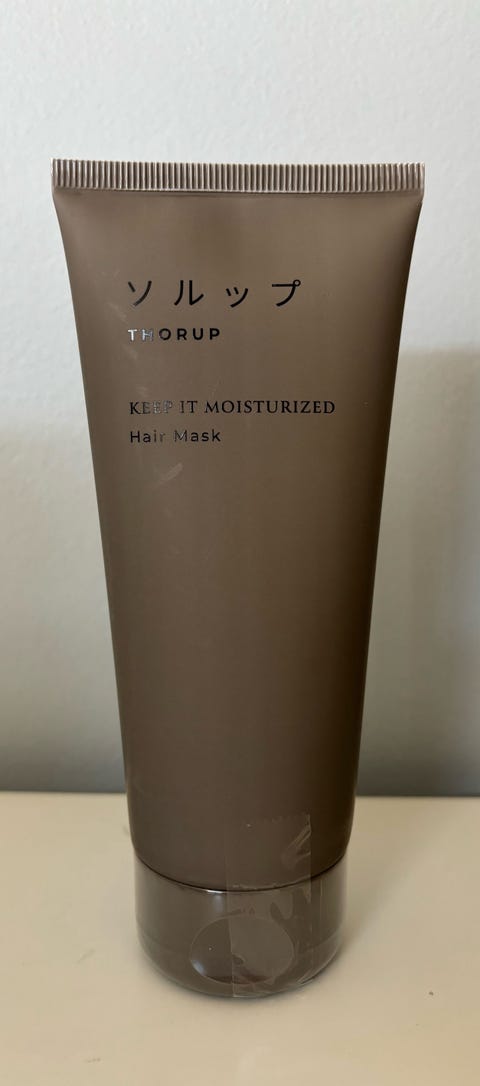 ソルップ
THORUP
KEEP IT MOISTURIZED
Hair Mask